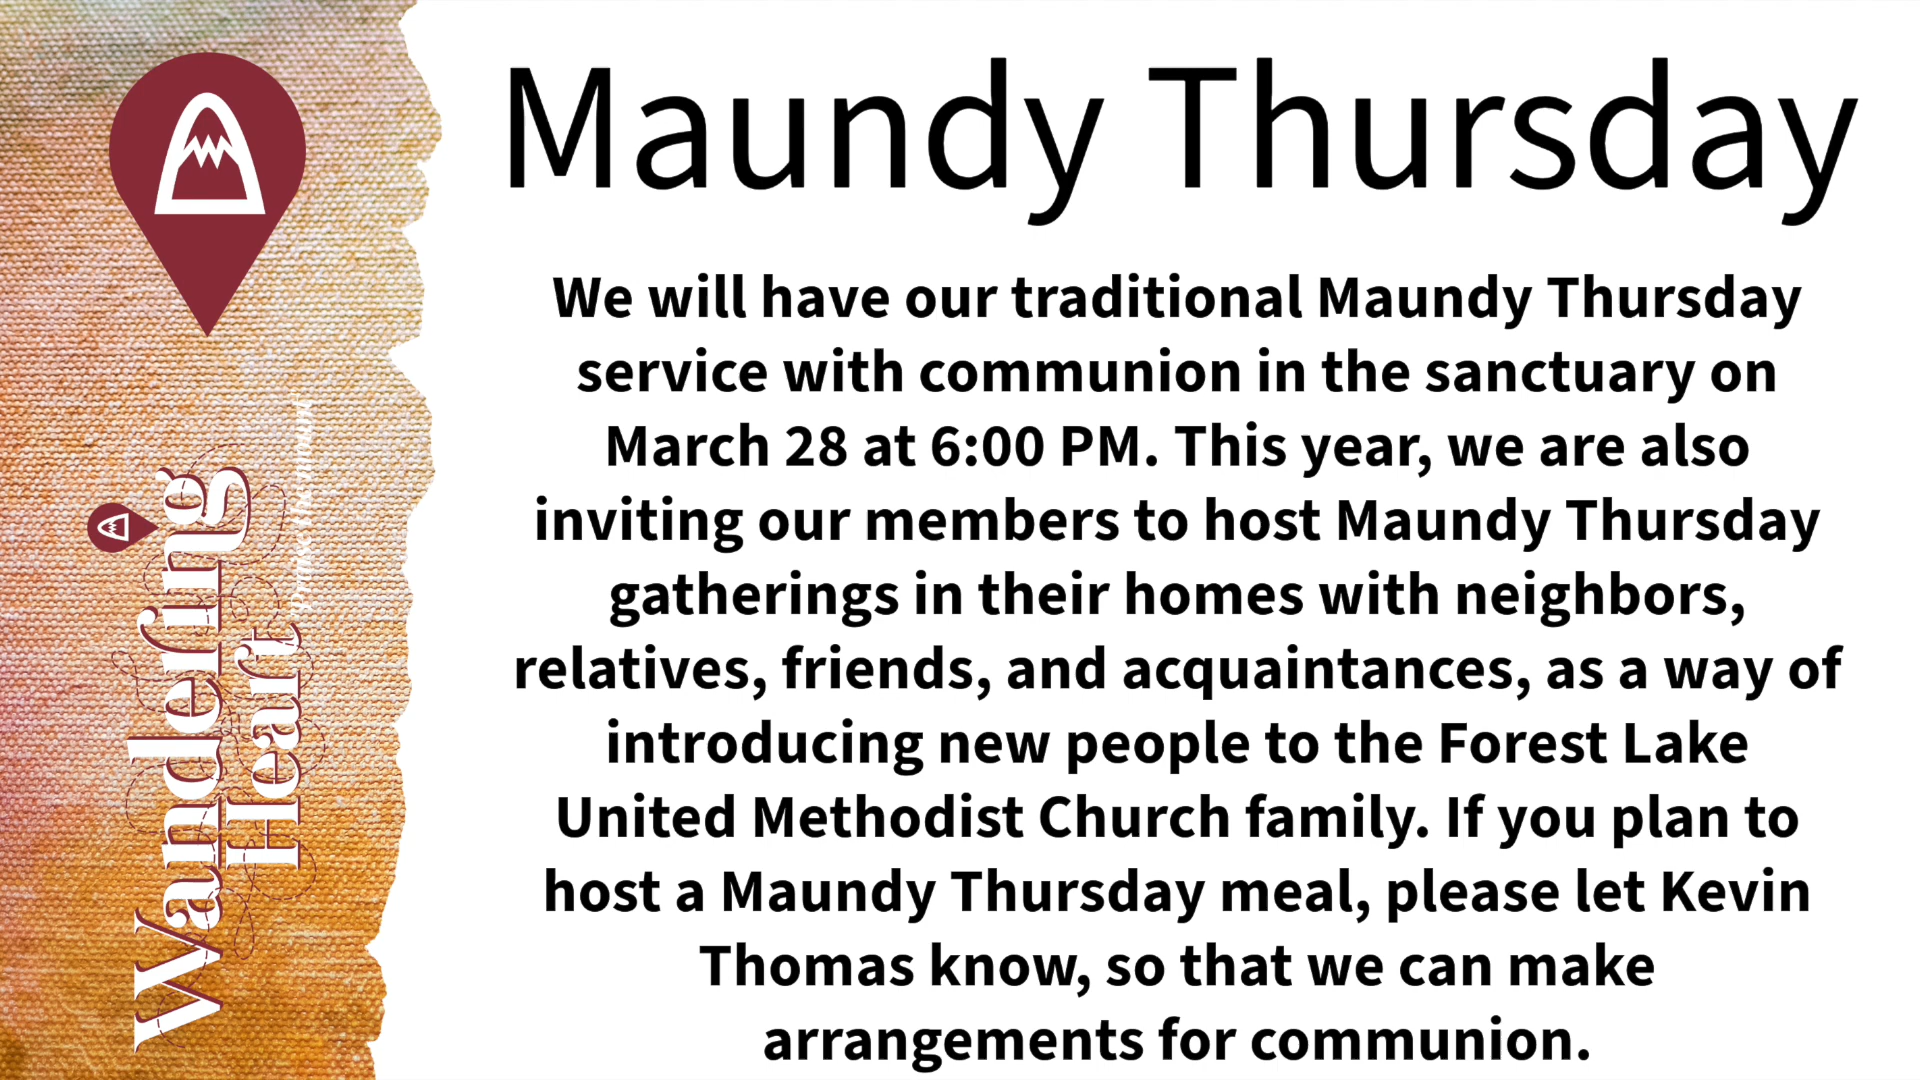 Maundy Thursday
We will have our traditional Maundy Thursday
service with communion in the sanctuary on
March 28 at 6:00 PM. This year, we are also
inviting our members to host Maundy Thursday
gatherings in their homes with neighbors,
relatives, friends, and acquaintances, as a way of
introducing new people to the Forest Lake
United Methodist Church family. If you plan to
host a Maundy Thursday meal, please let Kevin
Thomas know, so that we can make
arrangements for communion.
Wandering
Heart